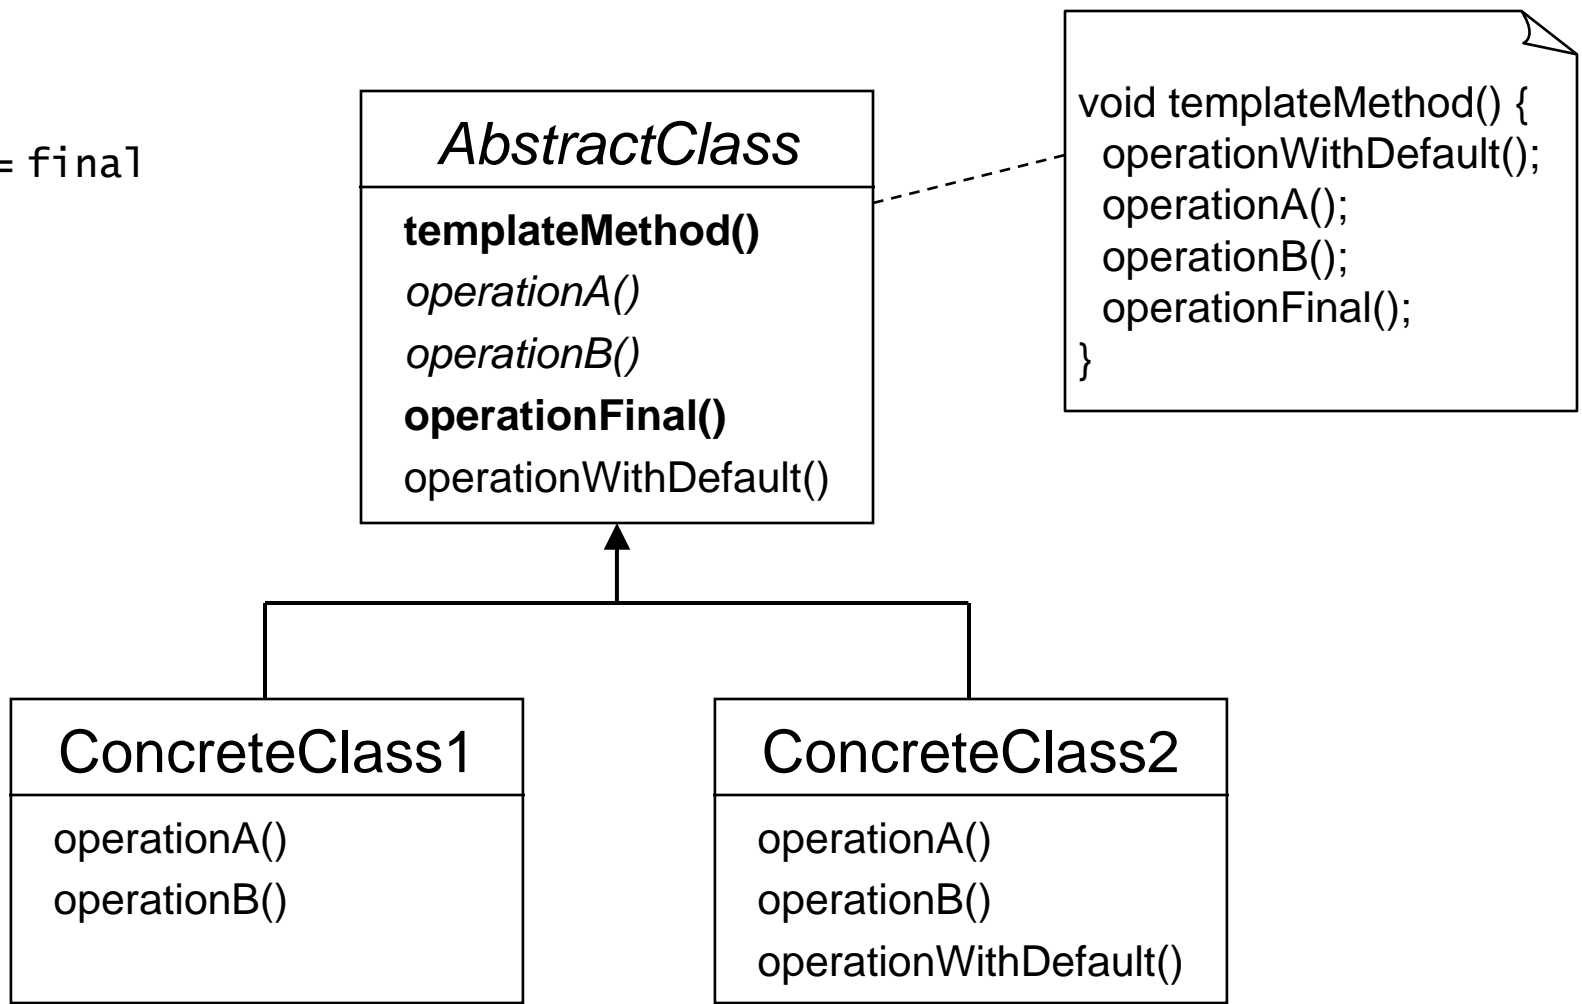 = final
AbstractClass
templateMethod()
operationA()
operationB()
operationFinal()
operationWithDefault()
void templateMethod() {
operationWithDefault();
operationA();
operationB();
operationFinal();
}
ConcreteClass1
operationA()
operationB()
ConcreteClass2
operationA()
operationB()
operationWithDefault()